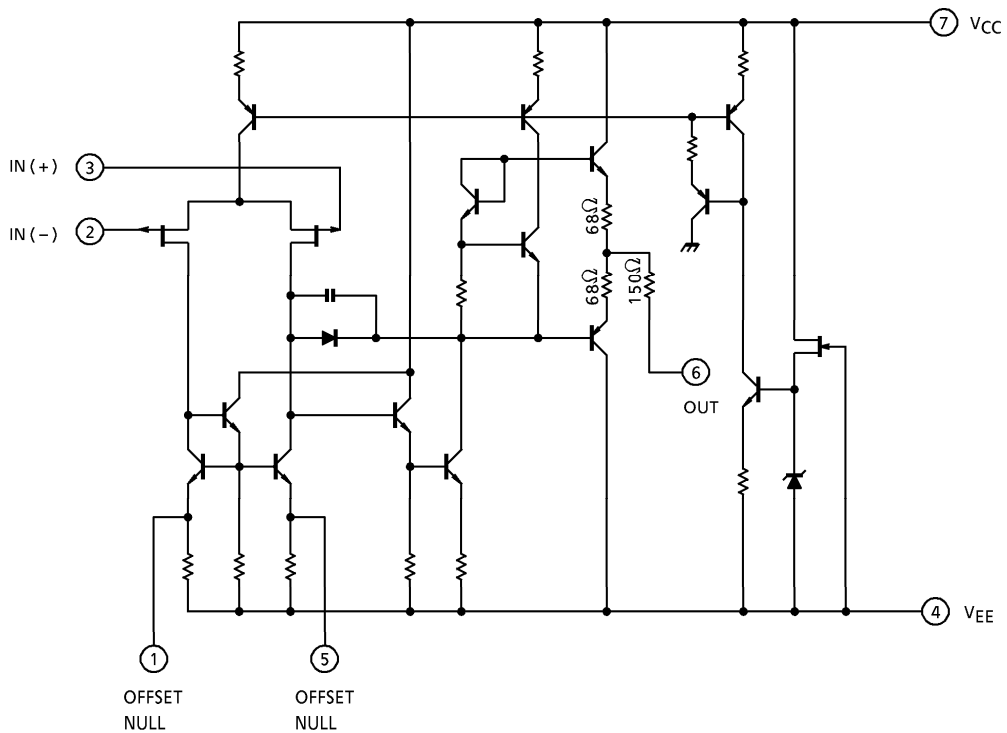 7 VCC
IN (+) 3
IN (−) 2
68Ω
68Ω
150Ω
6
OUT
4 VEE
1
OFFSET
NULL
5
OFFSET
NULL